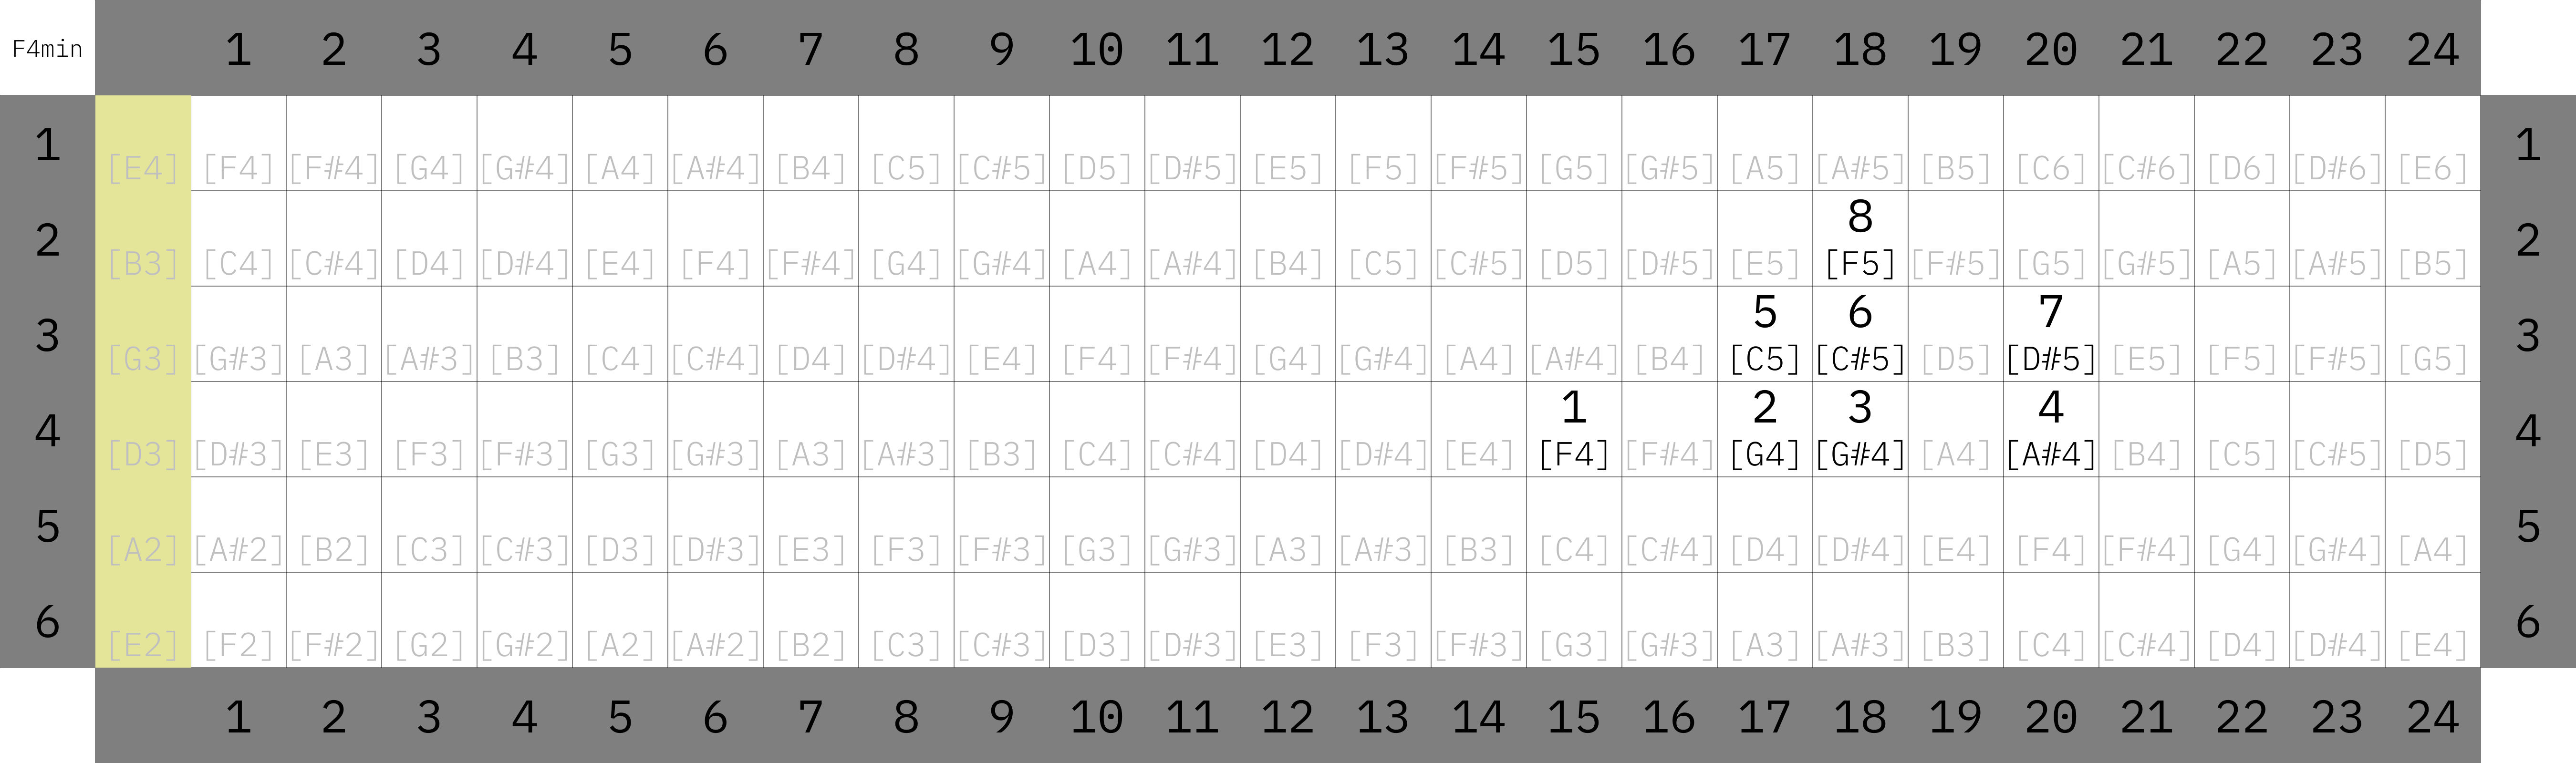 F4min 1 2 3 4 5 6 7 8 9 10 11 12 13 14 15 16 17 18 19 20 21 22 23 24
1 [E4] [F4] [F#4] [G4] [G#4] [A4] [A#4] [B4] [C5] [C#5] [D5] [D#5] [E5] [F5] [F#5] [G5] [G#5] [A5] [A#5] [B5] [C6] [C#6] [D6] [D#6] [E6] 1
8
2 [B3] [C4] [C#4] [D4] [D#4] [E4] [F4] [F#4] [G4] [G#4] [A4] [A#4] [B4] [C5] [C#5] [D5] [D#5] [E5] [F5] [F#5] [G5] [G#5] [A5] [A#5] [B5] 2
5 6 7
3 [G3] [G#3] [A3] [A#3] [B3] [C4] [C#4] [D4] [D#4] [E4] [F4] [F#4] [G4] [G#4] [A4] [A#4] [B4] [C5] [C#5] [D5] [D#5] [E5] [F5] [F#5] [G5] 3
1 2 3 4
4 [D3] [D#3] [E3] [F3] [F#3] [G3] [G#3] [A3] [A#3] [B3] [C4] [C#4] [D4] [D#4] [E4] [F4] [F#4] [G4] [G#4] [A4] [A#4] [B4] [C5] [C#5] [D5] 4
5 [A2] [A#2] [B2] [C3] [C#3] [D3] [D#3] [E3] [F3] [F#3] [G3] [G#3] [A3] [A#3] [B3] [C4] [C#4] [D4] [D#4] [E4] [F4] [F#4] [G4] [G#4] [A4] 5
6 [E2] [F2] [F#2] [G2] [G#2] [A2] [A#2] [B2] [C3] [C#3] [D3] [D#3] [E3] [F3] [F#3] [G3] [G#3] [A3] [A#3] [B3] [C4] [C#4] [D4] [D#4] [E4] 6
1 2 3 4 5 6 7 8 9 10 11 12 13 14 15 16 17 18 19 20 21 22 23 24